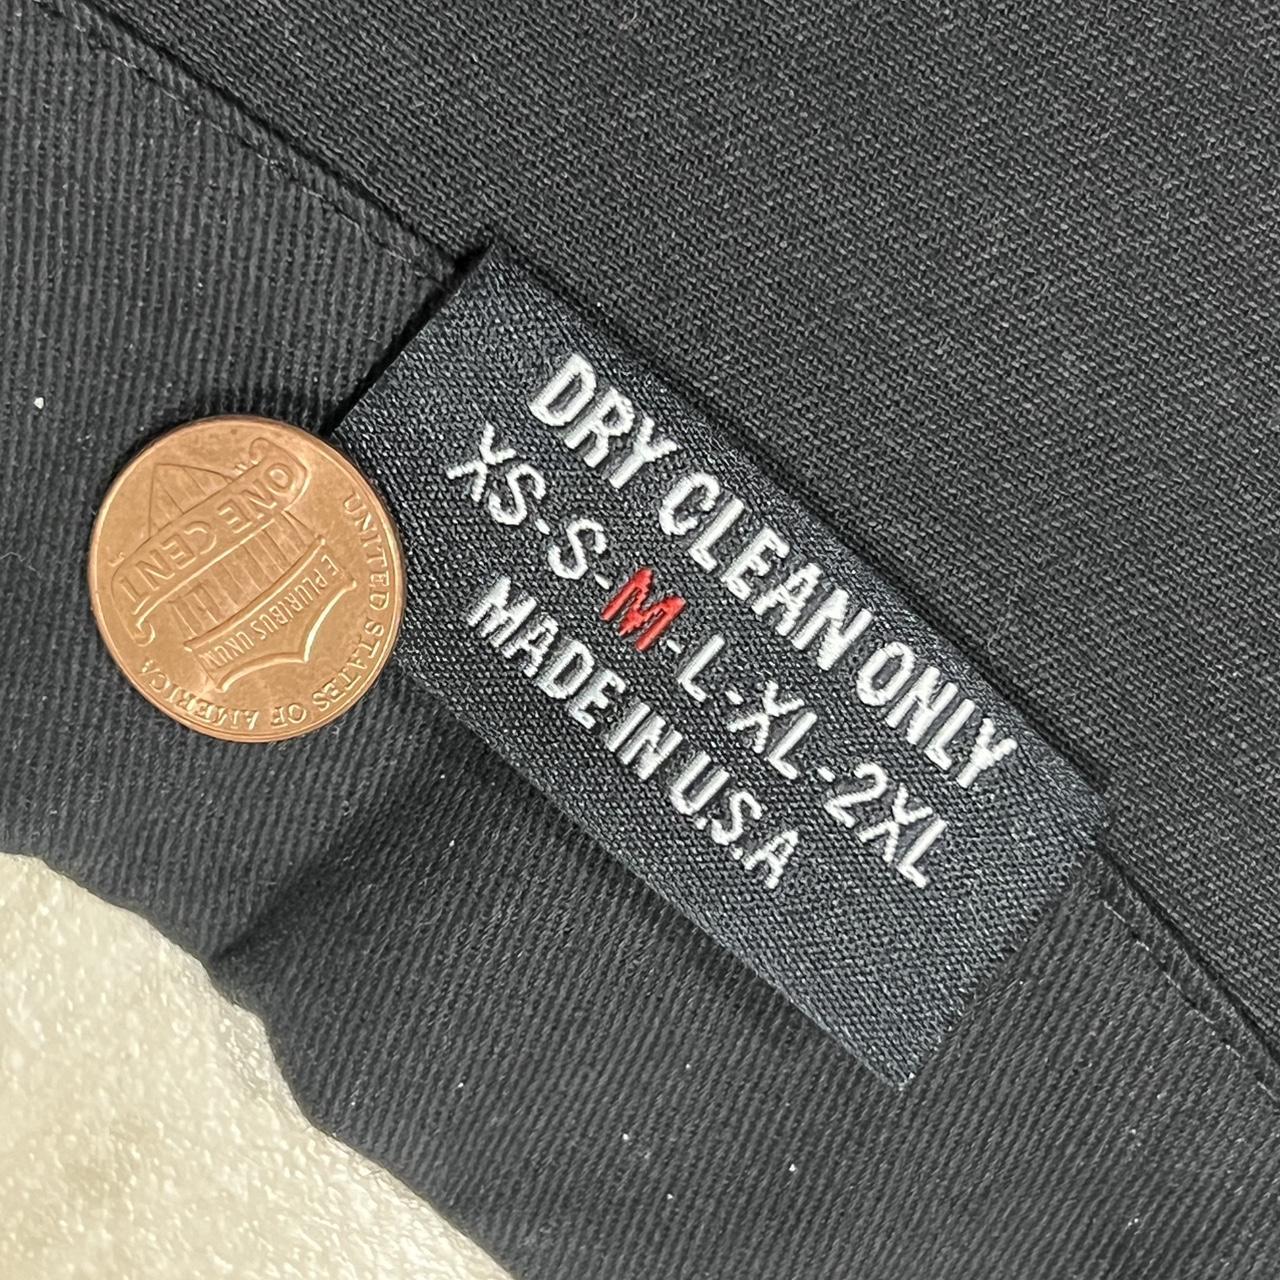 DRY CLEAN ONLY
XS-S-M-L-XL-2XL
MADE IN U.S.A
UNITED STATES OF AMERICA
E PLURIBUS UNUM
ONE CENT